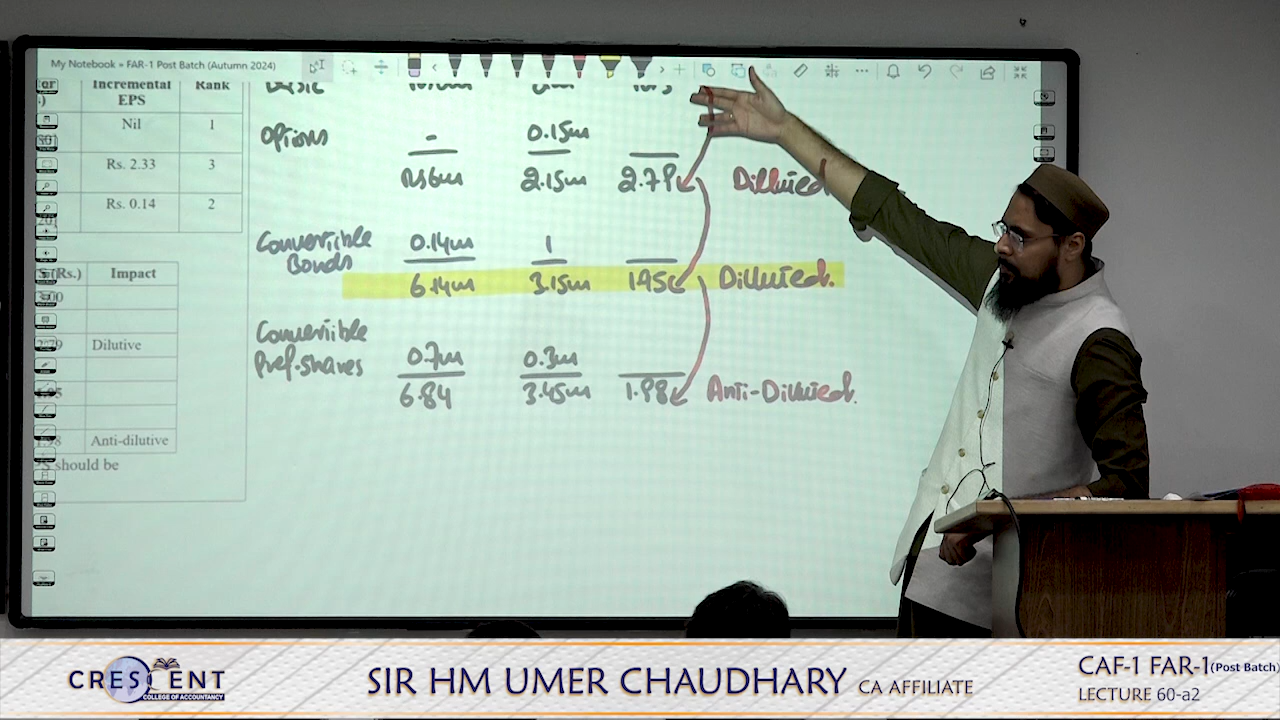 My Notebook » FAR-1 Post Batch (Autumn 2024)
Incremental EPS
Rank
Nil 1
Rs. 2.33 3
Rs. 0.14 2
(Rs.) Impact
Dilutive
Anti-dilutive
should be
Basic
Options - 0.15m
Rs6m 2.15m 2.79 Diluted
Convertible Bonds 0.14m 1
6.14m 3.15m 1.95 Diluted.
Convertible Pref. shares 0.7m 0.3m
6.84 3.45m 1.98 Anti-Diluted.
CRESCENT
COLLEGE OF ACCOUNTANCY
SIR HM UMER CHAUDHARY CA AFFILIATE
CAF-1 FAR-1 (Post Batch)
LECTURE 60-a2